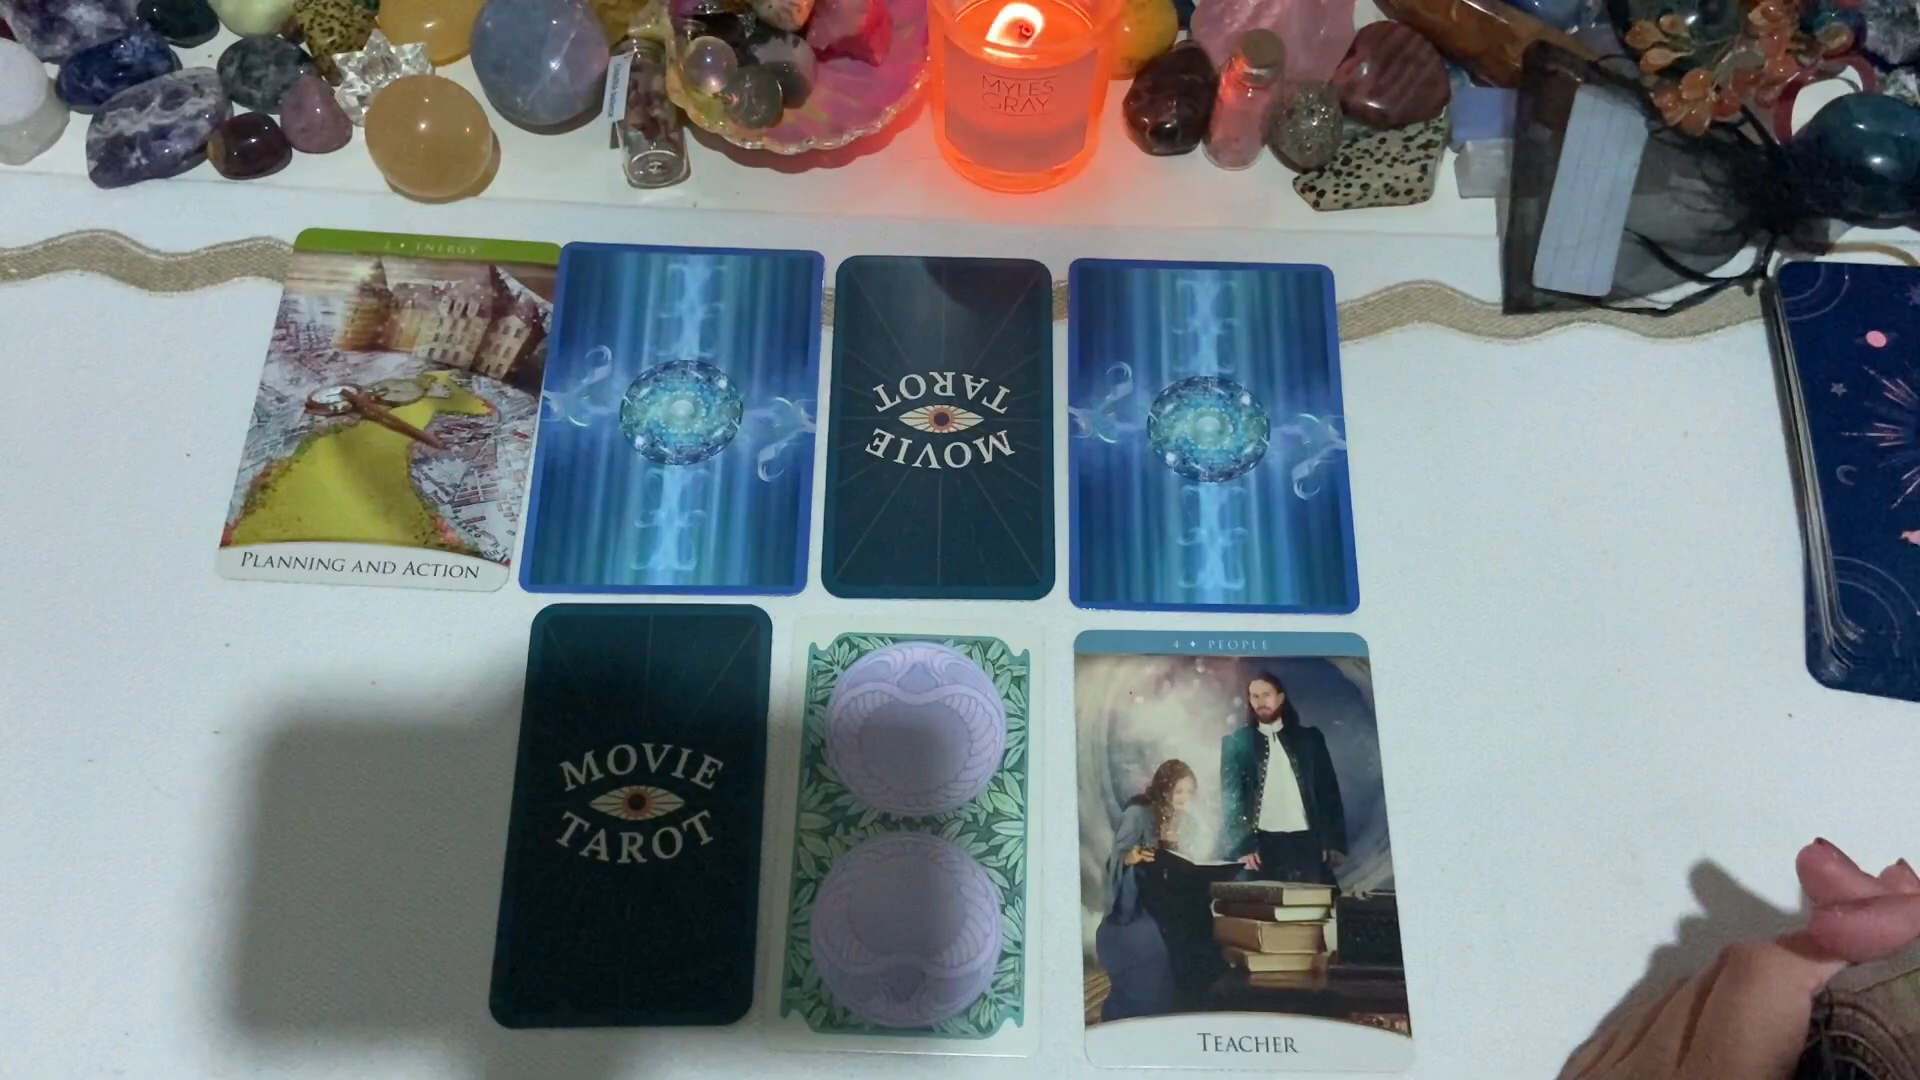 MYLES
GRAY
2 ♦ ENERGY
PLANNING AND ACTION
MOVIE
TAROT
MOVIE
TAROT
4 ♦ PEOPLE
TEACHER